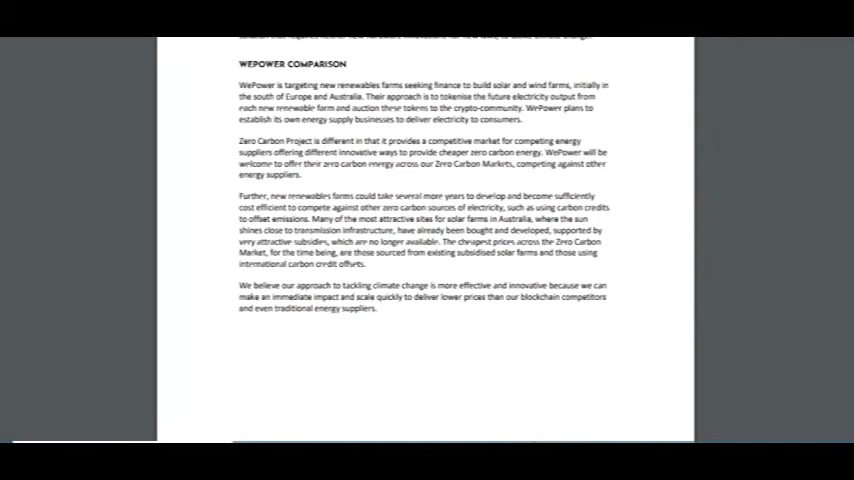 WEPOWER COMPARISON
WePower is targeting new renewables farms seeking finance to build solar and wind farms, initially in
the south of Europe and Australia. Their approach is to tokenise the future electricity output from
each new renewable farm and auction these tokens to the crypto-community. WePower plans to
establish its own energy supply businesses to deliver electricity to consumers.
Zero Carbon Project is different in that it provides a competitive market for competing energy
suppliers offering different innovative ways to provide cheaper zero carbon energy. WePower will be
welcome to offer their zero carbon energy across our Zero Carbon Markets, competing against other
energy suppliers.
Further, new renewables farms could take several more years to develop and become sufficiently
cost efficient to compete against other zero carbon sources of electricity, such as using carbon credits
to offset emissions. Many of the most attractive sites for solar farms in Australia, where the sun
shines close to transmission infrastructure, have already been bought and developed, supported by
very attractive subsidies, which are no longer available. The cheapest prices across the Zero Carbon
Market, for the time being, are those sourced from existing subsidised solar farms and those using
international carbon credit offsets.
We believe our approach to tackling climate change is more effective and innovative because we can
make an immediate impact and scale quickly to deliver lower prices than our blockchain competitors
and even traditional energy suppliers.